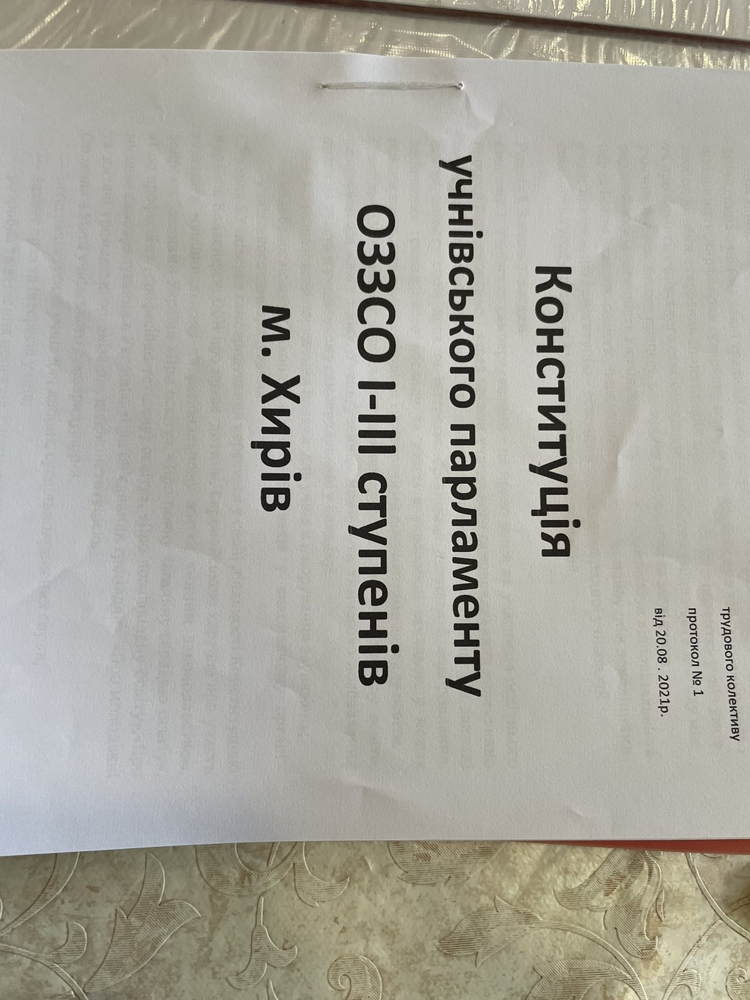 трудового колективу
протокол № 1
від 20.08 . 2021р.
Конституція
учнівського парламенту
ОЗЗСО І-ІІІ ступенів
м. Хирів